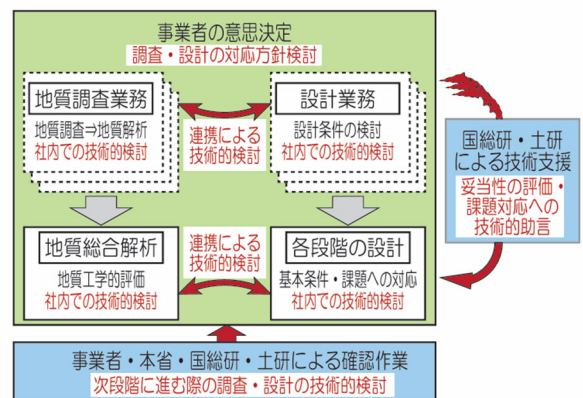 事業者の意思決定
調査・設計の対応方針検討
地質調査業務
地質調査⇒地質解析
社内での技術的検討
連携による
技術的検討
設計業務
設計条件の検討
社内での技術的検討
国総研・土研
による技術支援
妥当性の評価・
課題対応への
技術的助言
地質総合解析
地質工学的評価
社内での技術的検討
連携による
技術的検討
各段階の設計
基本条件・課題への対応
社内での技術的検討
事業者・本省・国総研・土研による確認作業
次段階に進む際の調査・設計の技術的検討